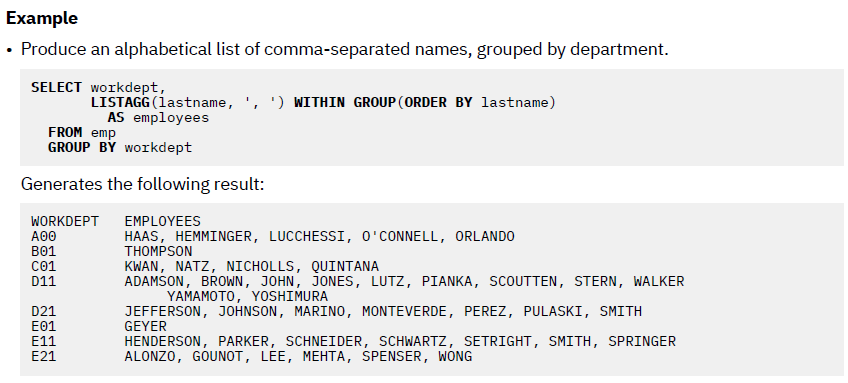 Example
• Produce an alphabetical list of comma-separated names, grouped by department.
SELECT workdept,
LISTAGG(lastname, ', ') WITHIN GROUP(ORDER BY lastname)
AS employees
FROM emp
GROUP BY workdept
Generates the following result:
WORKDEPT EMPLOYEES
A00 HAAS, HEMMINGER, LUCCHESSI, O'CONNELL, ORLANDO
B01 THOMPSON
C01 KWAN, NATZ, NICHOLLS, QUINTANA
D11 ADAMSON, BROWN, JOHN, JONES, LUTZ, PIANKA, SCOUTTEN, STERN, WALKER
YAMAMOTO, YOSHIMURA
D21 JEFFERSON, JOHNSON, MARINO, MONTEVERDE, PEREZ, PULASKI, SMITH
E01 GEYER
E11 HENDERSON, PARKER, SCHNEIDER, SCHWARTZ, SETRIGHT, SMITH, SPRINGER
E21 ALONZO, GOUNOT, LEE, MEHTA, SPENSER, WONG